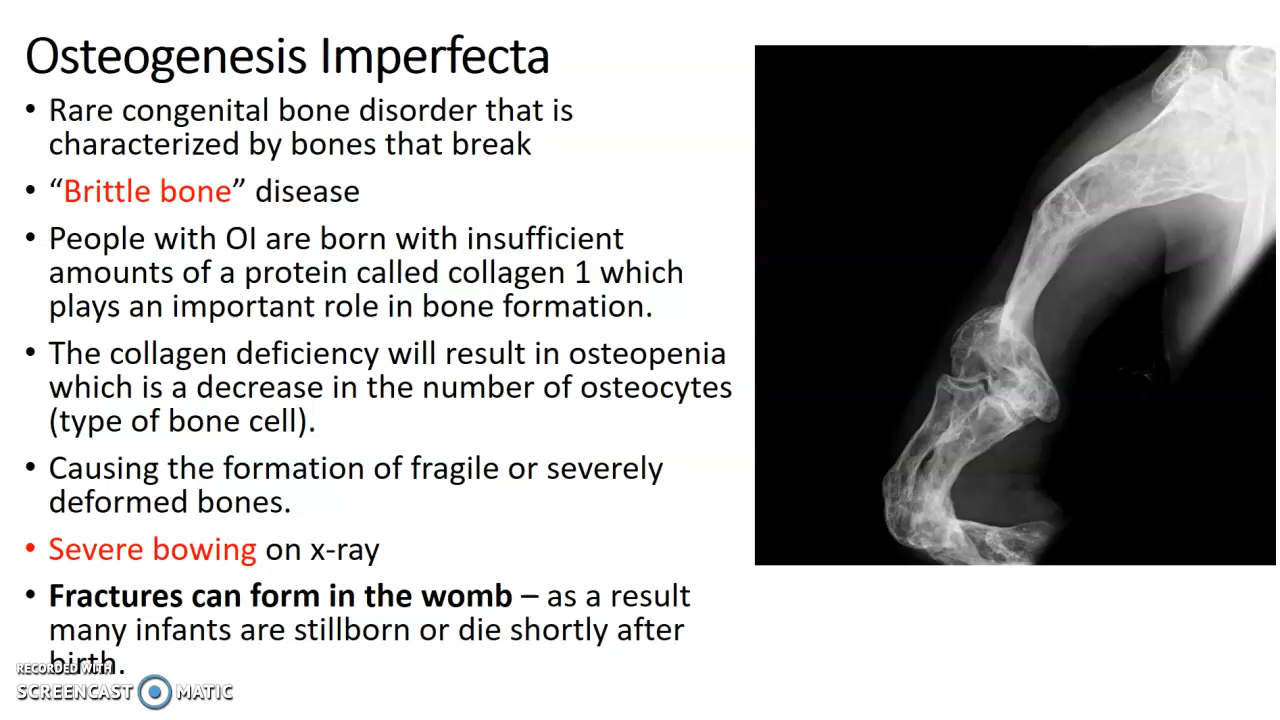 Osteogenesis Imperfecta
• Rare congenital bone disorder that is
characterized by bones that break
• “Brittle bone” disease
• People with OI are born with insufficient
amounts of a protein called collagen 1 which
plays an important role in bone formation.
• The collagen deficiency will result in osteopenia
which is a decrease in the number of osteocytes
(type of bone cell).
• Causing the formation of fragile or severely
deformed bones.
• Severe bowing on x-ray
• Fractures can form in the womb – as a result
many infants are stillborn or die shortly after
birth.
RECORDED WITH
SCREENCAST MATIC